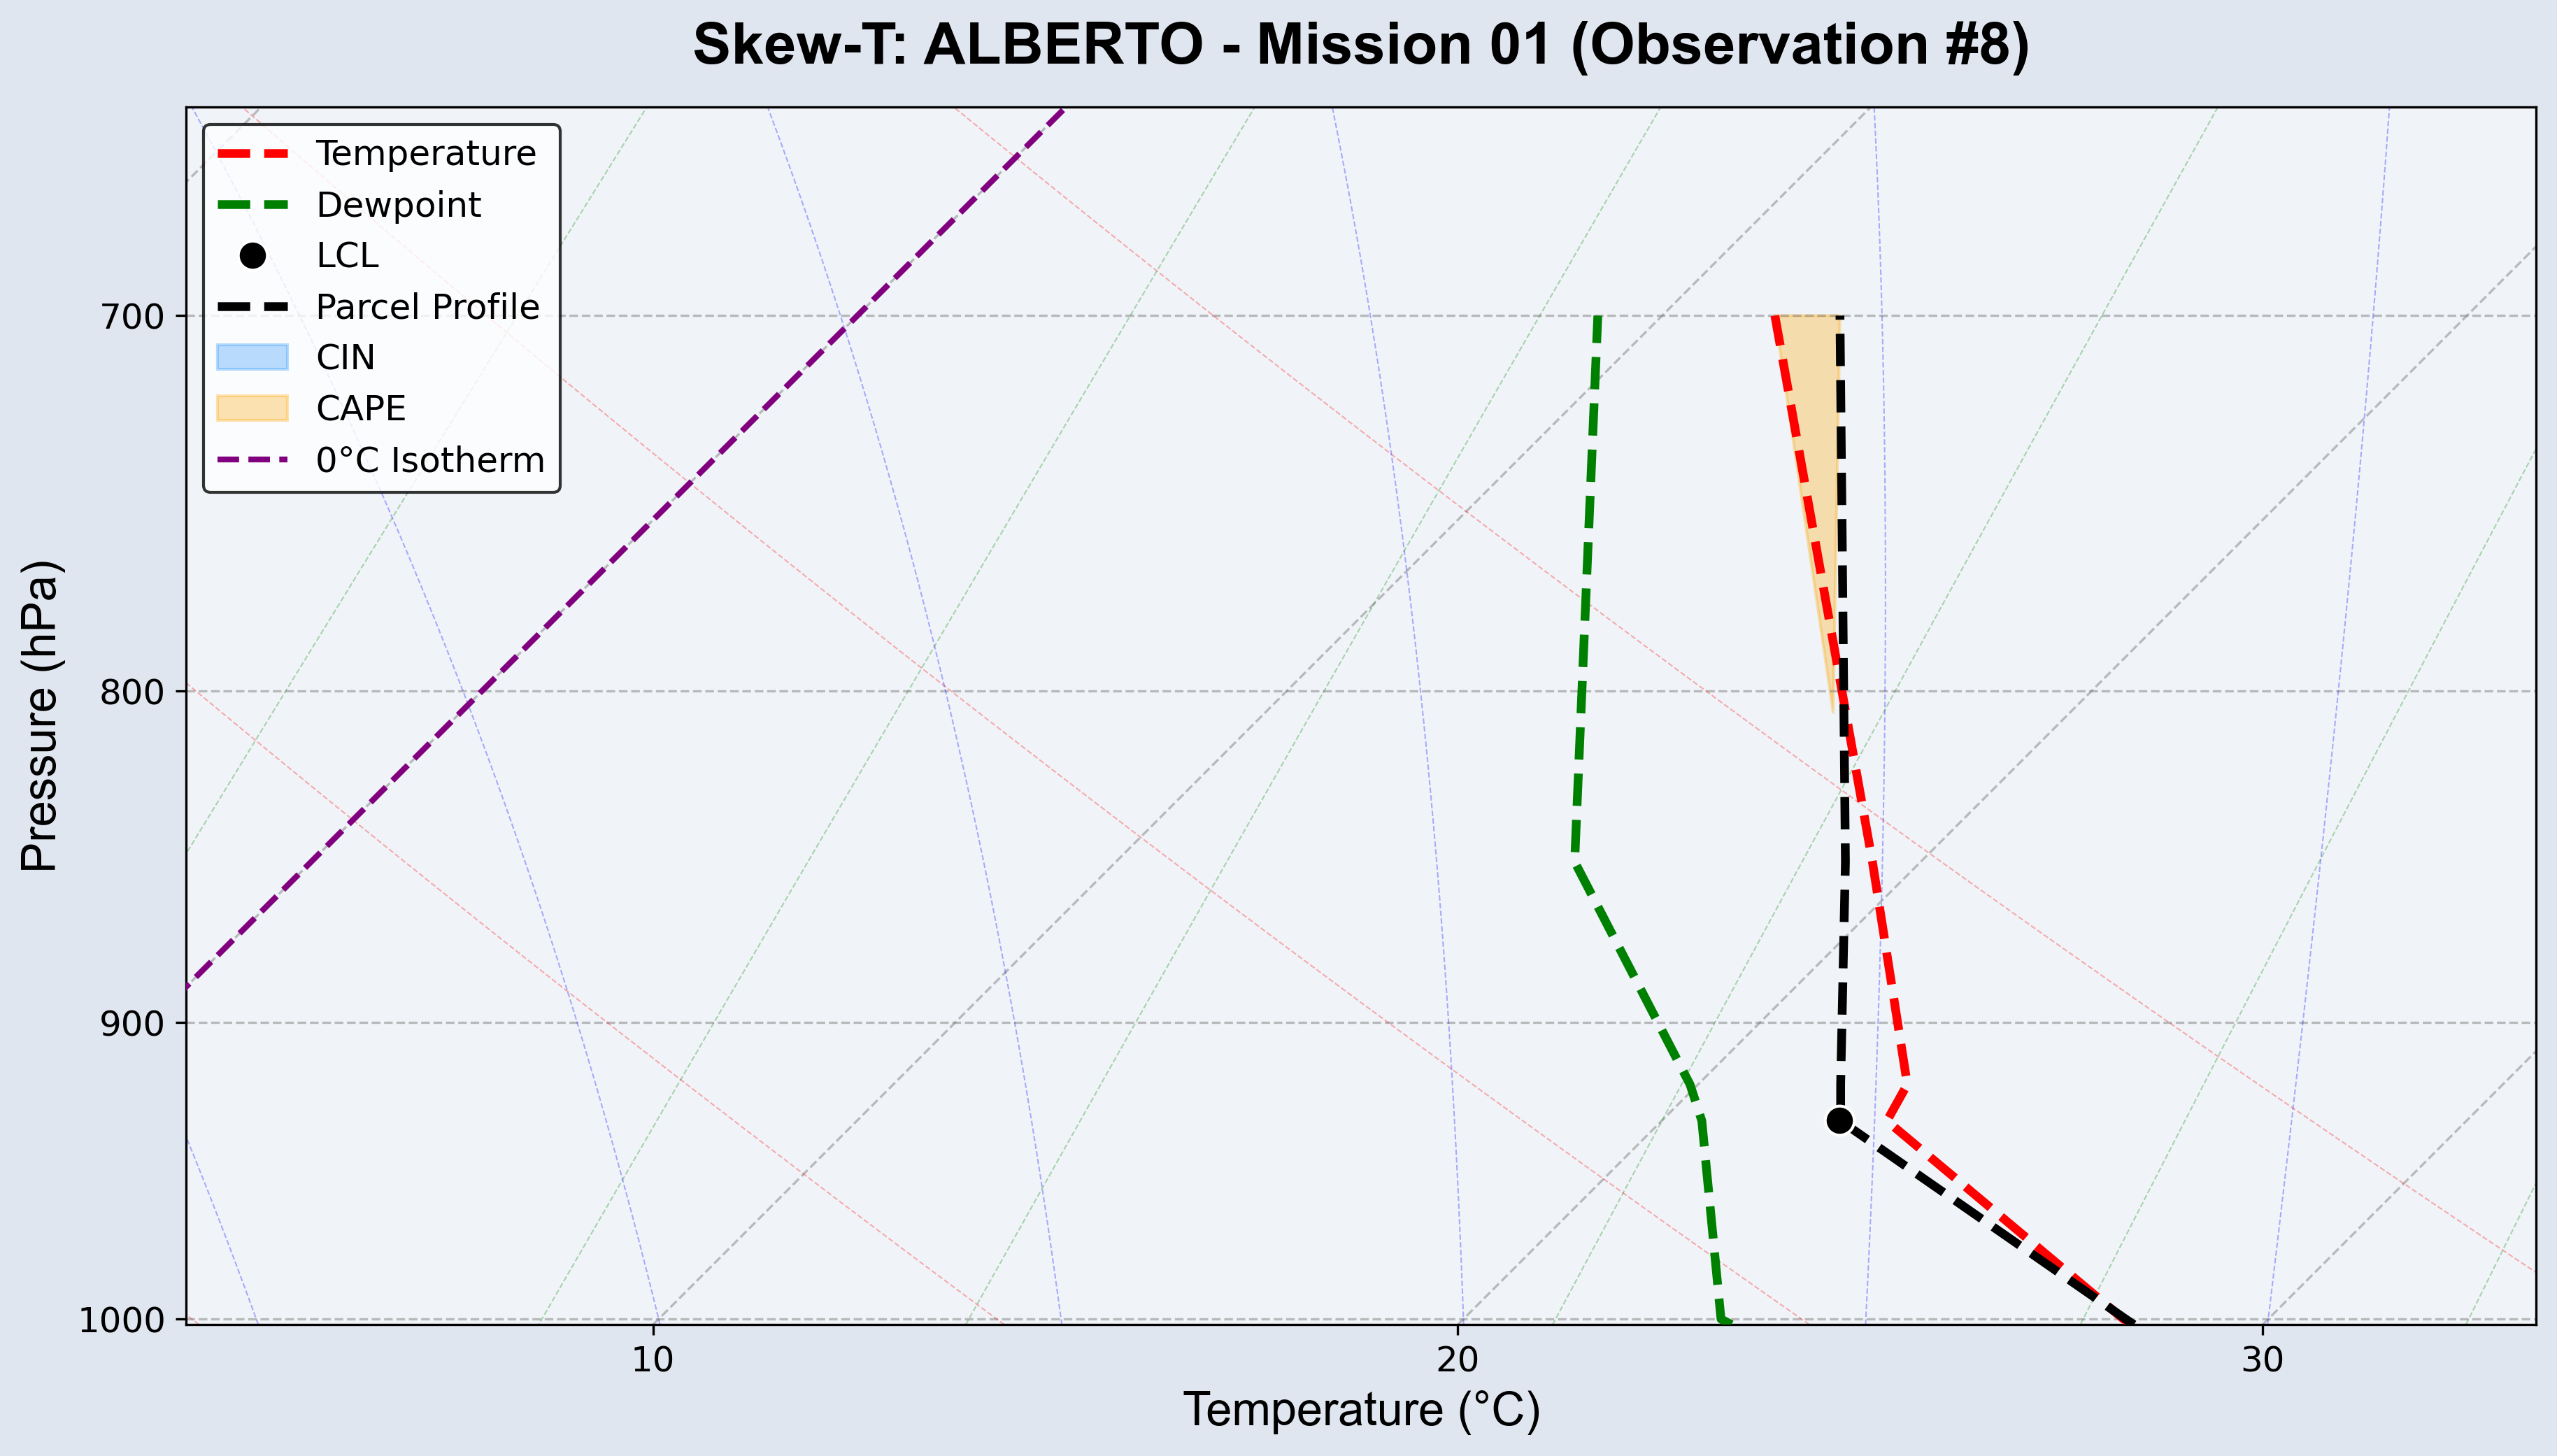 Skew-T: ALBERTO - Mission 01 (Observation #8)
Temperature
Dewpoint
LCL
Parcel Profile
CIN
CAPE
0°C Isotherm
Pressure (hPa)
700
800
900
1000
10
20
30
Temperature (°C)